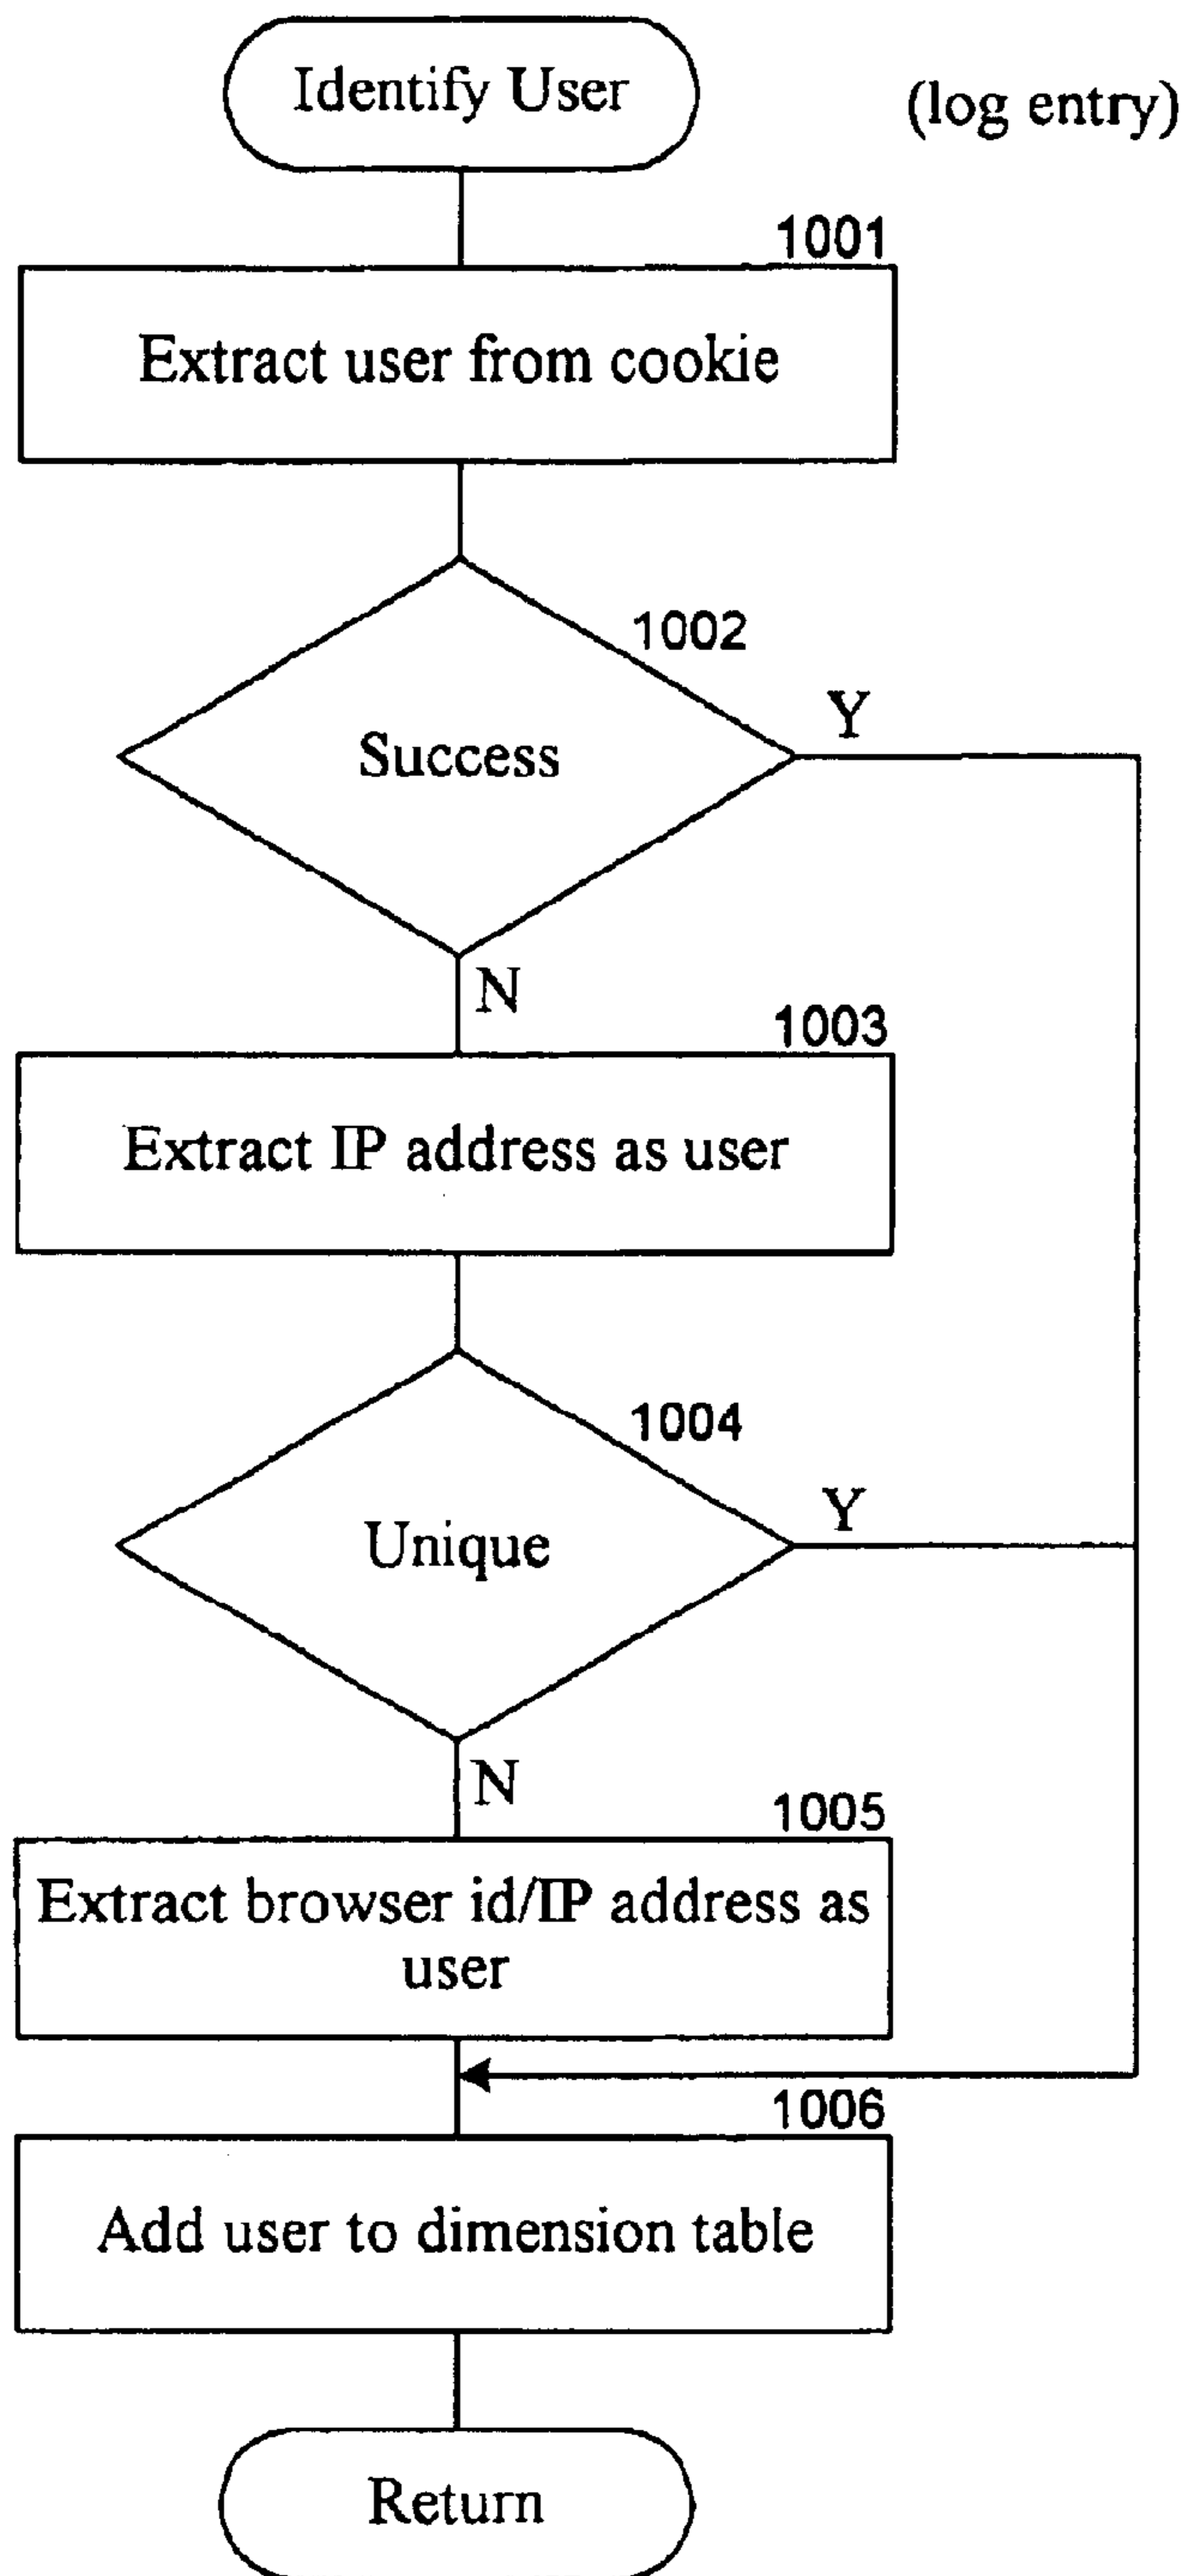 Identify User
(log entry)
1001
Extract user from cookie
1002
Y
Success
N
1003
Extract IP address as user
1004
Y
Unique
N
1005
Extract browser id/IP address as
user
1006
Add user to dimension table
Return